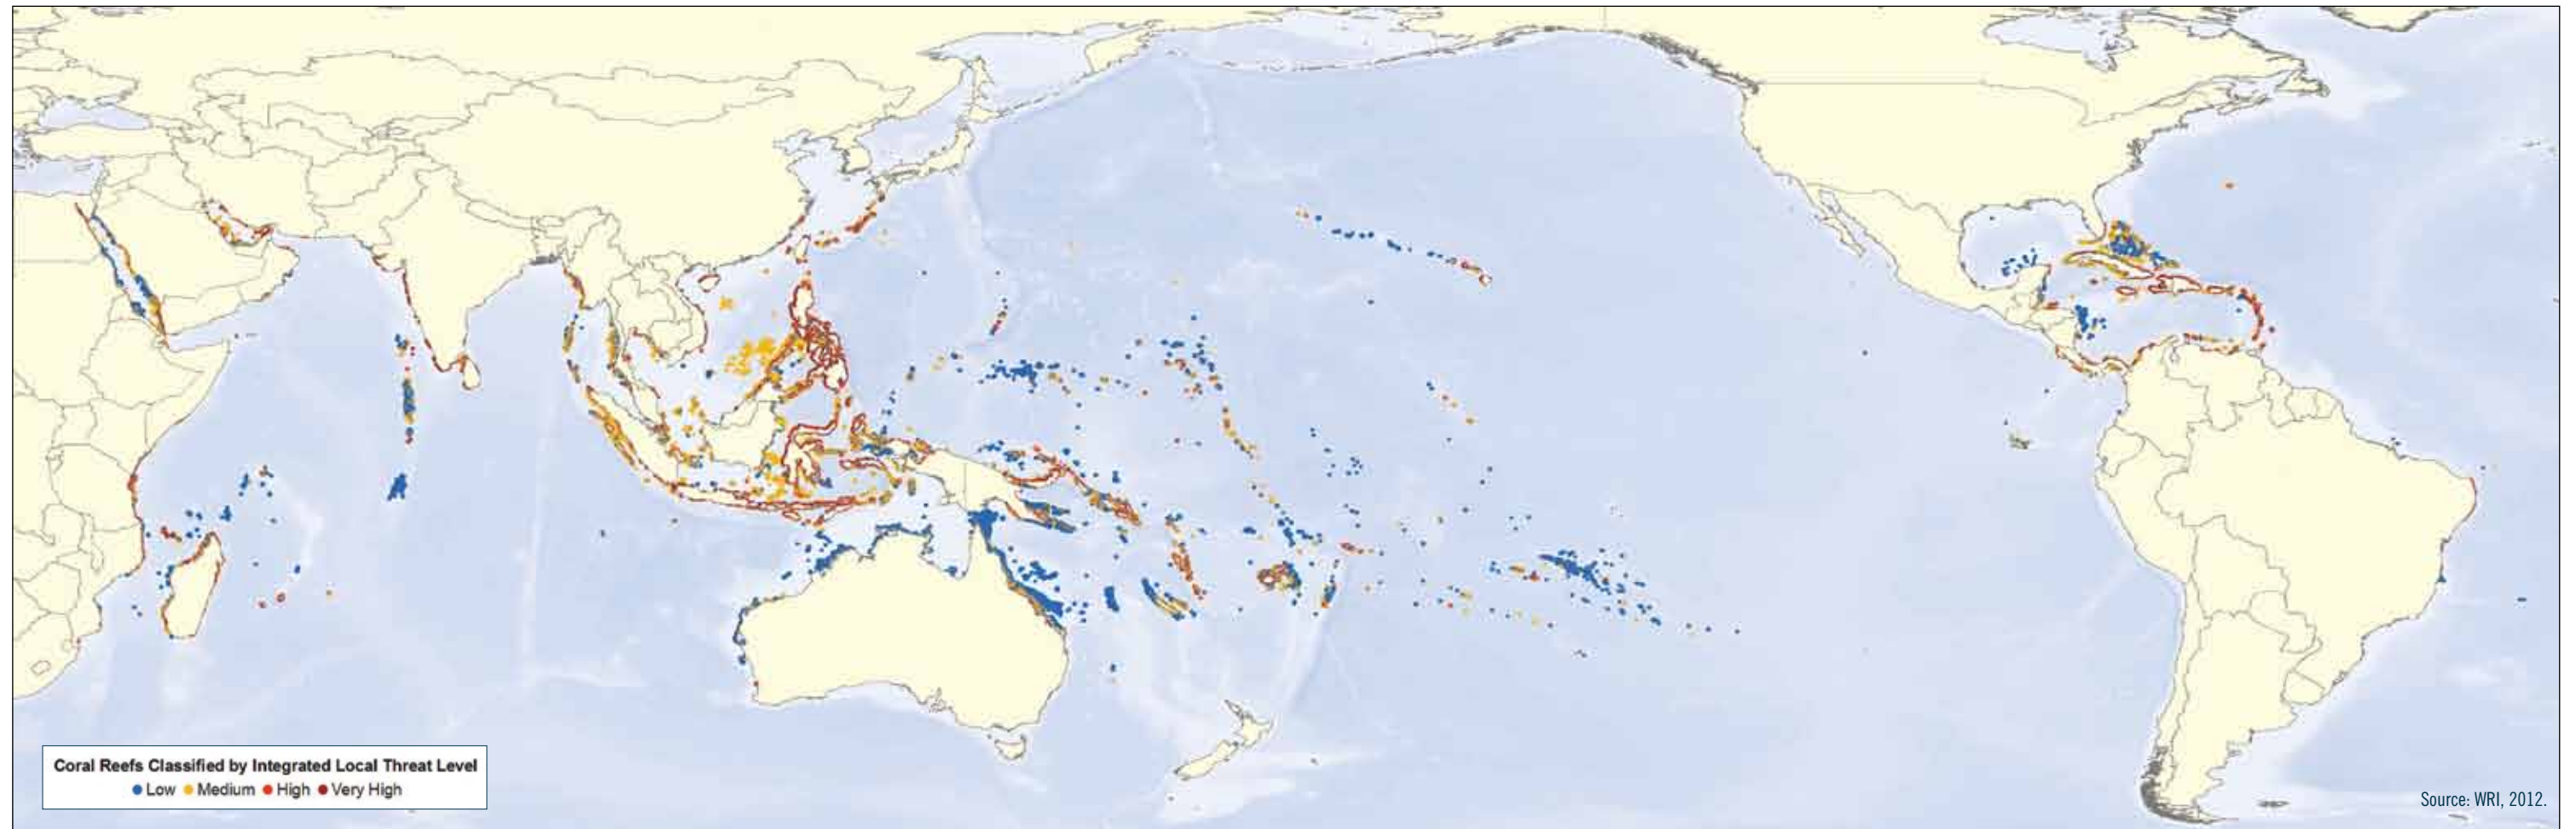 Coral Reefs Classified by Integrated Local Threat Level
Low Medium High Very High
Source: WRI, 2012.